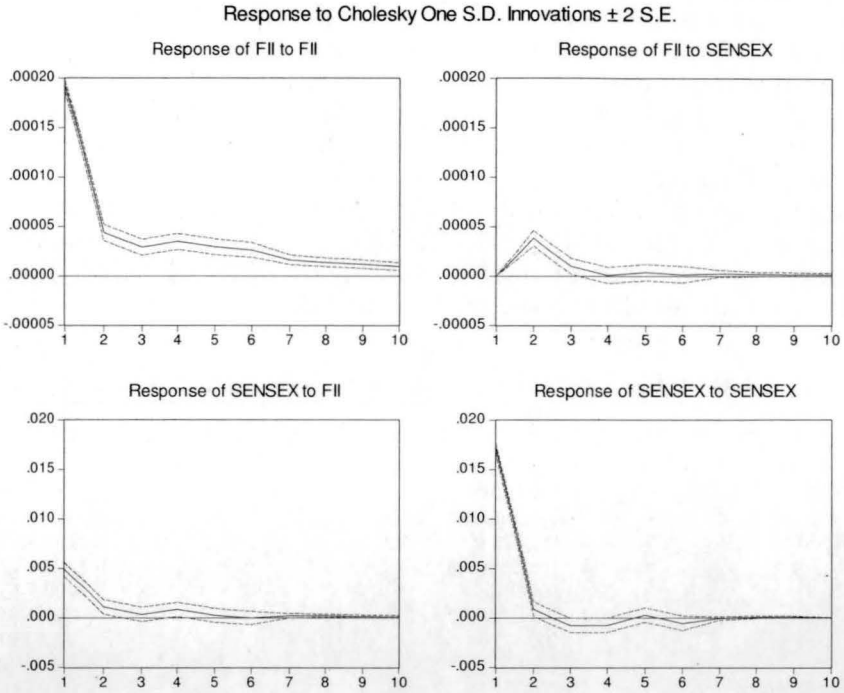 Response to Cholesky One S.D. Innovations ± 2 S.E.
Response of FII to FII
.00020
.00015
.00010
.00005
.00000
-.00005
1 2 3 4 5 6 7 8 9 10
Response of FII to SENSEX
.00020
.00015
.00010
.00005
.00000
-.00005
1 2 3 4 5 6 7 8 9 10
Response of SENSEX to FII
.020
.015
.010
.005
.000
-.005
1 2 3 4 5 6 7 8 9 10
Response of SENSEX to SENSEX
.020
.015
.010
.005
.000
-.005
1 2 3 4 5 6 7 8 9 10